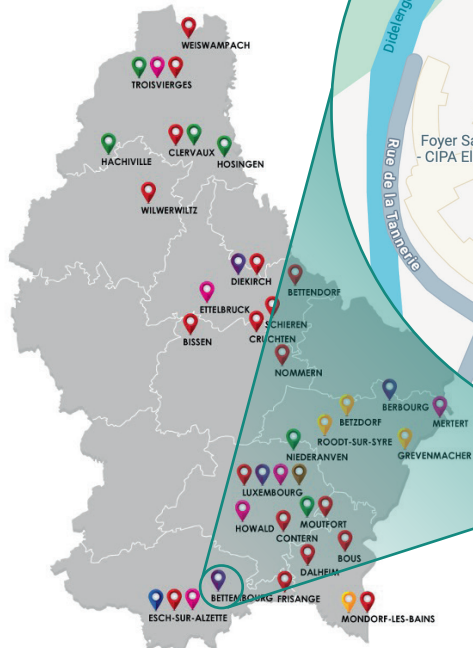 WEISWAMPACH
TROISVIERGES
HACHIVILLE
CLERVAUX
HOSINGEN
WILWERWILTZ
DIEKIRCH
BETTENDORF
ETTELBRUCK
SCHIEREN
CRUCHTEN
BISSEN
NOMMERN
BERBOURG
BETZDORF
MERTERT
ROODT-SUR-SYRE
GREVENMACHER
NIEDERANVEN
LUXEMBOURG
HOWALD
MOUTFORT
CONTERN
BOUS
DALHEIM
BETTEMBOURG
FRISANGE
ESCH-SUR-ALZETTE
MONDORF-LES-BAINS
Dideleng
Rue de la Tannerie
Foyer Sa
- CIPA El